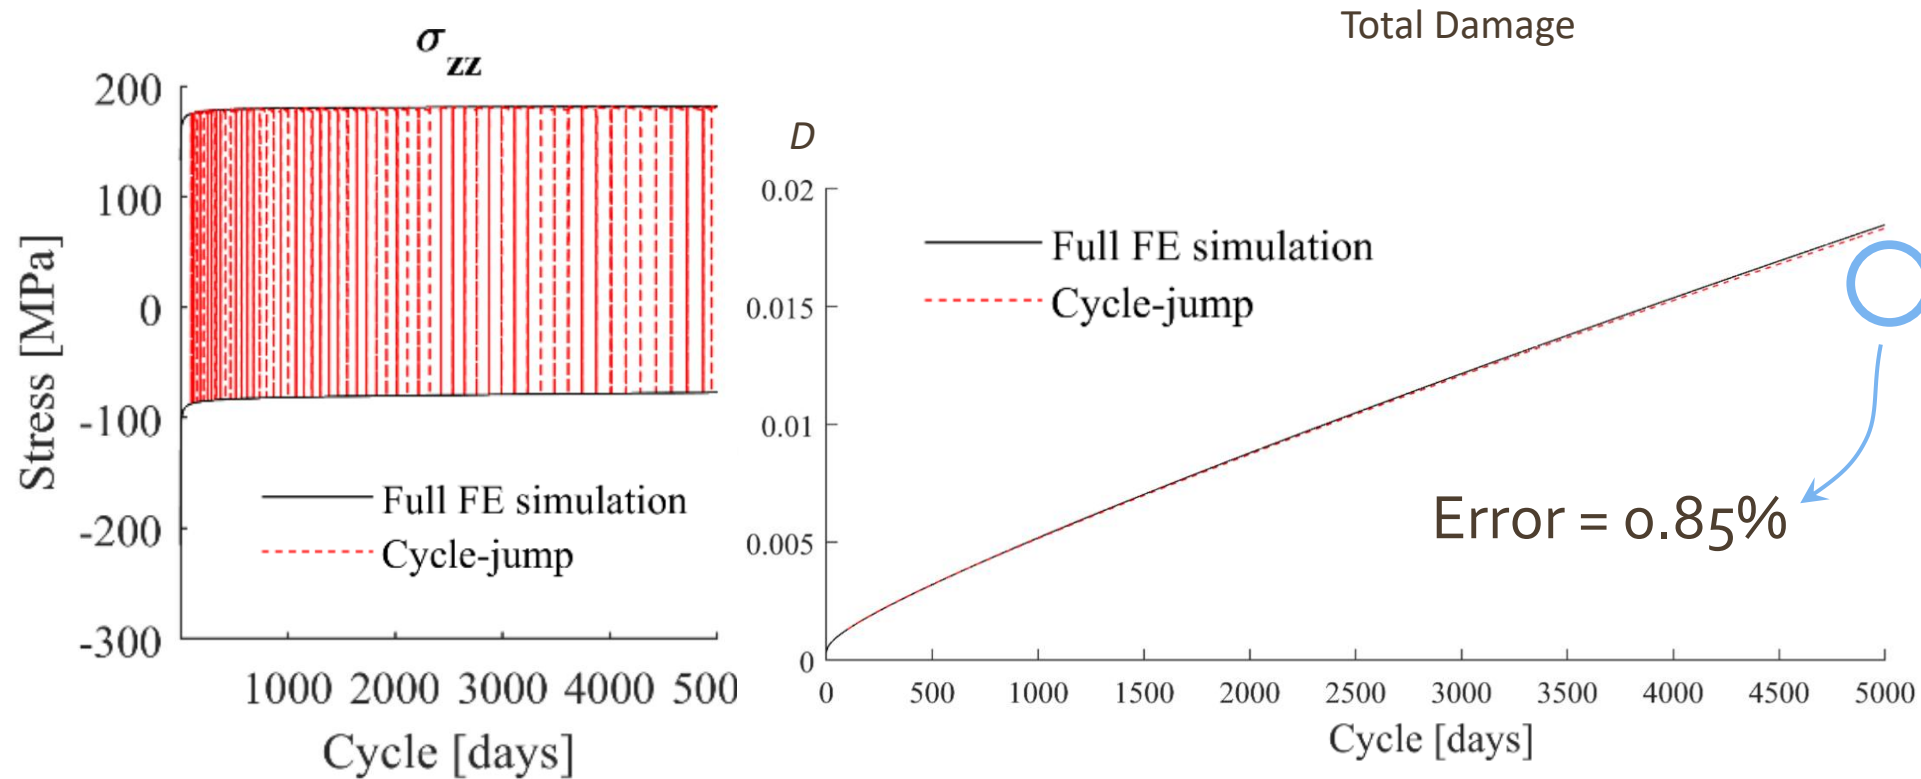 σzz
200
100
0
-100
-200
-300
Stress [MPa]
Full FE simulation
Cycle-jump
1000 2000 3000 4000 500
Cycle [days]
Total Damage
D
0.02
0.015
0.01
0.005
0
Full FE simulation
Cycle-jump
Error = 0.85%
0 500 1000 1500 2000 2500 3000 3500 4000 4500 5000
Cycle [days]